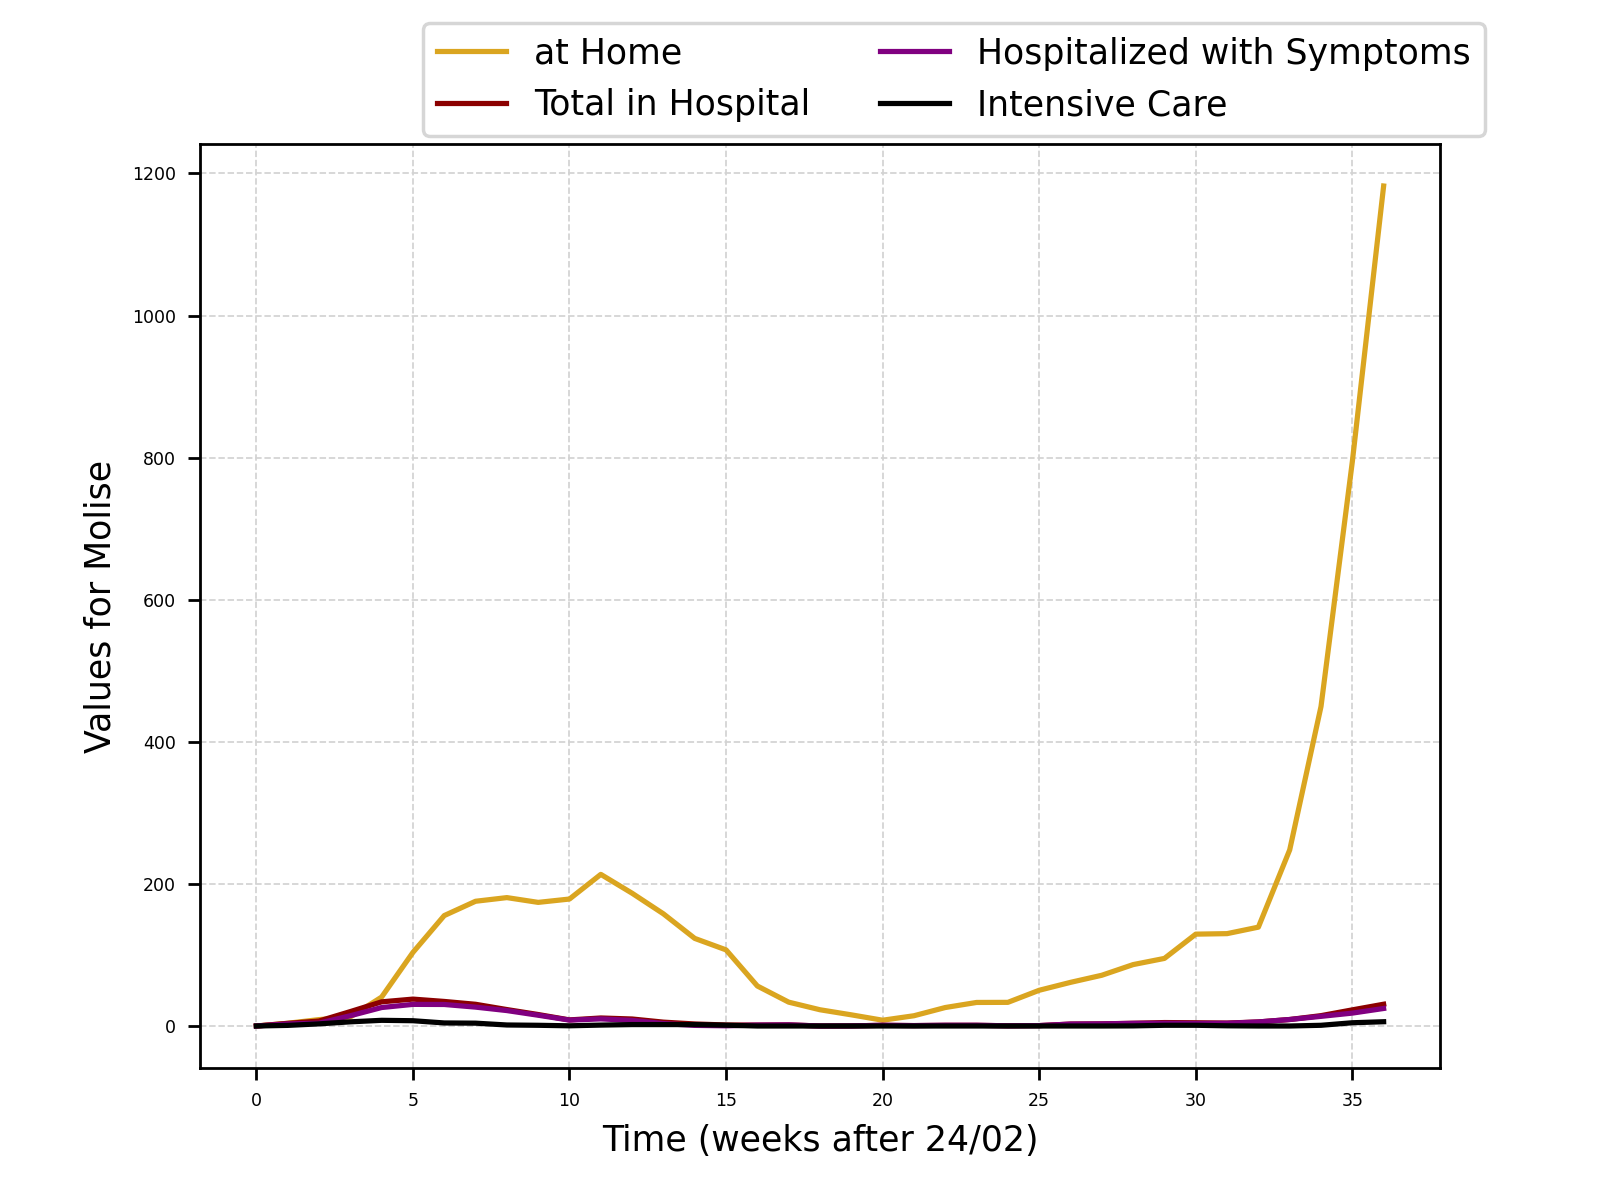 at Home
Total in Hospital
Hospitalized with Symptoms
Intensive Care
Values for Molise
1200
1000
800
600
400
200
0
0 5 10 15 20 25 30 35
Time (weeks after 24/02)